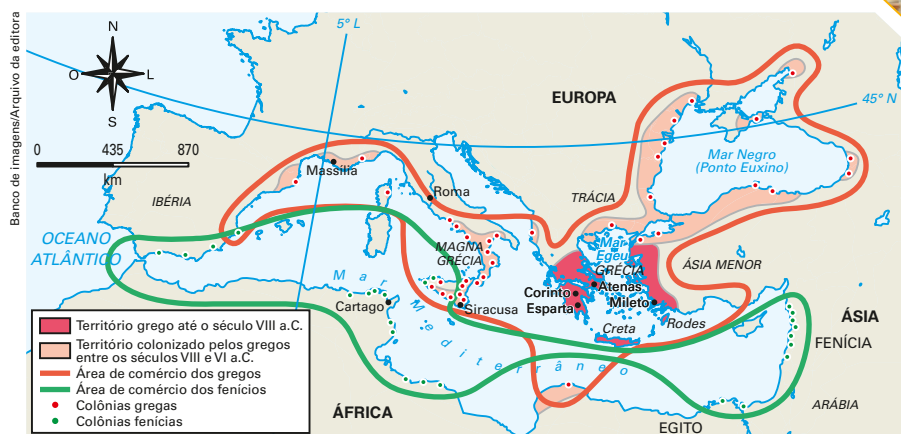 Banco de imagens/Arquivo da editora
N
O
L
S
0 435 870
km
5° L
45° N
EUROPA
Mar Negro
(Ponto Euxino)
TRÁCIA
IBÉRIA
Massília
Roma
OCEANO
ATLÂNTICO
MAGNA
GRÉCIA
Mar
Egeu
GRÉCIA
ÁSIA MENOR
Atenas
Corinto
Mileto
Esparta
Cartago
Siracusa
Creta
Rodes
Mar Mediterrâneo
ÁSIA
FENÍCIA
ARÁBIA
ÁFRICA
EGITO
Território grego até o século VIII a.C.
Território colonizado pelos gregos
entre os séculos VIII e VI a.C.
Área de comércio dos gregos
Área de comércio dos fenícios
Colônias gregas
Colônias fenícias